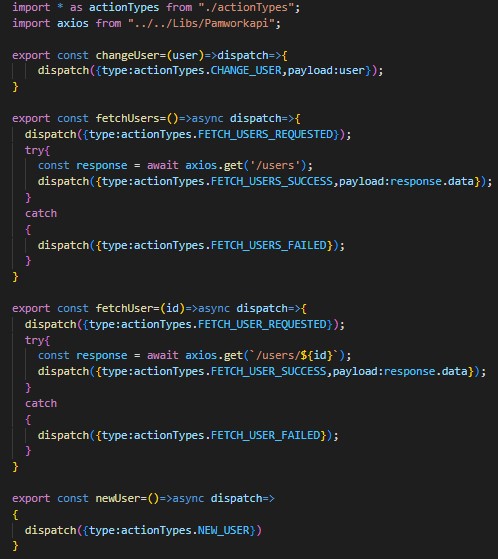 import * as actionTypes from "./actionTypes";
import axios from "../../Libs/Pamworkapi";

export const changeUser=(user)=>dispatch=>{
    dispatch({type:actionTypes.CHANGE_USER,payload:user});
}

export const fetchUsers=()=>async dispatch=>{
  dispatch({type:actionTypes.FETCH_USERS_REQUESTED});
  try{
    const response = await axios.get('/users');
    dispatch({type:actionTypes.FETCH_USERS_SUCCESS,payload:response.data});
  }
  catch
  {
    dispatch({type:actionTypes.FETCH_USERS_FAILED});
  }
}

export const fetchUser=(id)=>async dispatch=>{
  dispatch({type:actionTypes.FETCH_USER_REQUESTED});
  try{
    const response = await axios.get(`/users/${id}`);
    dispatch({type:actionTypes.FETCH_USER_SUCCESS,payload:response.data});
  }
  catch
  {
    dispatch({type:actionTypes.FETCH_USER_FAILED});
  }
}

export const newUser=()=>async dispatch=>
{
  dispatch({type:actionTypes.NEW_USER})
}